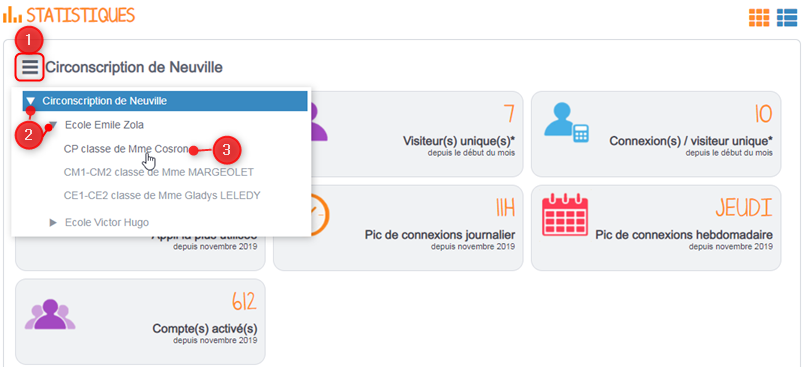 STATISTIQUES
1
Circonscription de Neuville
Circonscription de Neuville
2
Ecole Emile Zola
CP classe de Mme Cosron
3
CM1-CM2 classe de Mme MARGEOLET
CE1-CE2 classe de Mme Gladys LELEDY
Ecole Victor Hugo
7
Visiteur(s) unique(s)*
depuis le début du mois
10
Connexion(s) / visiteur unique*
depuis le début du mois
depuis novembre 2019
11H
Pic de connexions journalier
depuis novembre 2019
JEUDI
Pic de connexions hebdomadaire
depuis novembre 2019
612
Compte(s) activé(s)
depuis novembre 2019